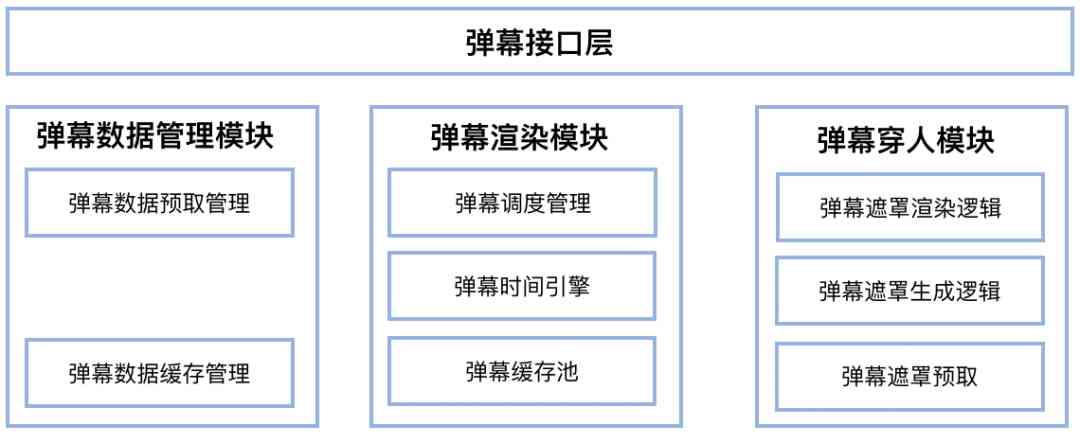 弹幕接口层
弹幕数据管理模块
弹幕数据预取管理
弹幕数据缓存管理
弹幕渲染模块
弹幕调度管理
弹幕时间引擎
弹幕缓存池
弹幕穿人模块
弹幕遮罩渲染逻辑
弹幕遮罩生成逻辑
弹幕遮罩预取